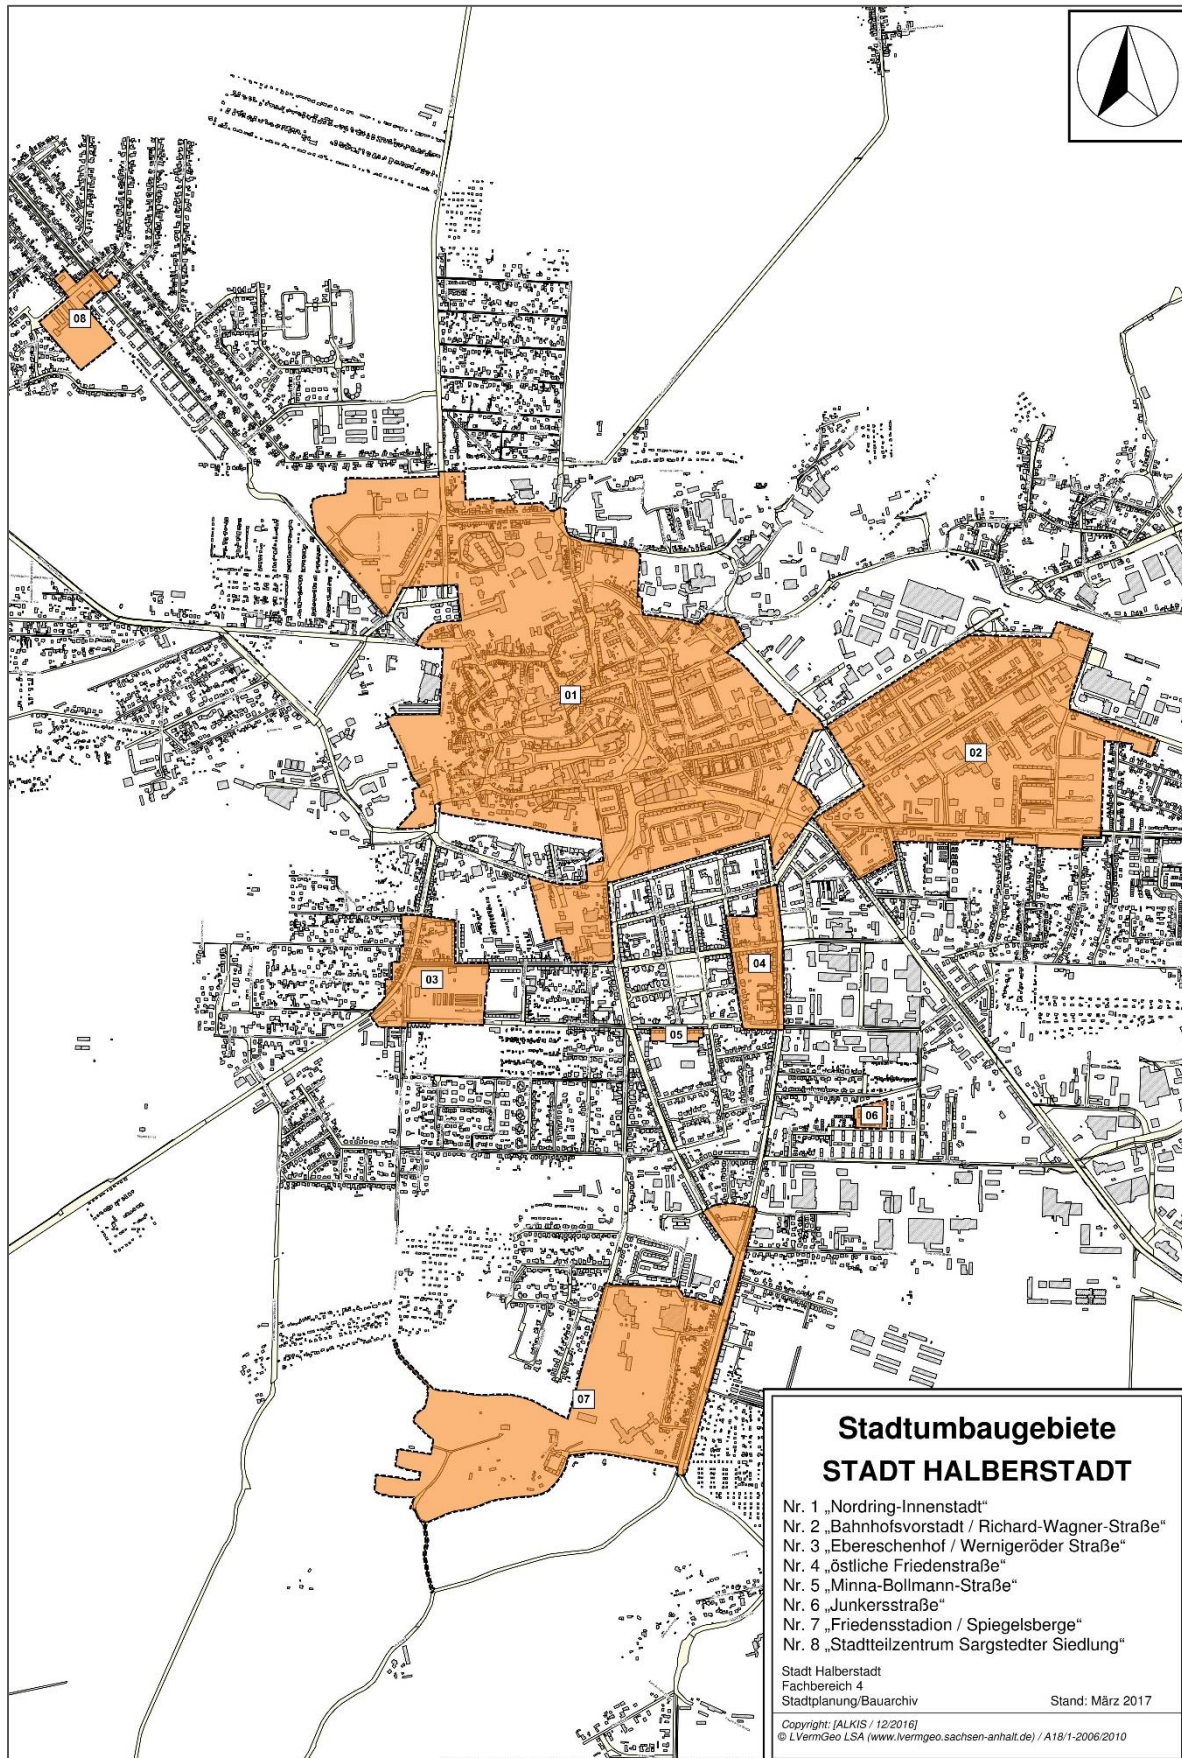 08
01
02
03
04
05
06
07
Stadtumbaugebiete
STADT HALBERSTADT
Nr. 1 „Nordring-Innenstadt“
Nr. 2 „Bahnhofsvorstadt / Richard-Wagner-Straße“
Nr. 3 „Ebereschenhof / Wernigeröder Straße“
Nr. 4 „östliche Friedenstraße“
Nr. 5 „Minna-Bollmann-Straße“
Nr. 6 „Junkersstraße“
Nr. 7 „Friedensstadion / Spiegelsberge“
Nr. 8 „Stadtteilzentrum Sargstedter Siedlung“
Stadt Halberstadt
Fachbereich 4
Stadtplanung/Bauarchiv Stand: März 2017
Copyright: [ALKIS / 12/2016]
© LVermGeo LSA (www.lvermgeo.sachsen-anhalt.de) / A18/1-2006/2010